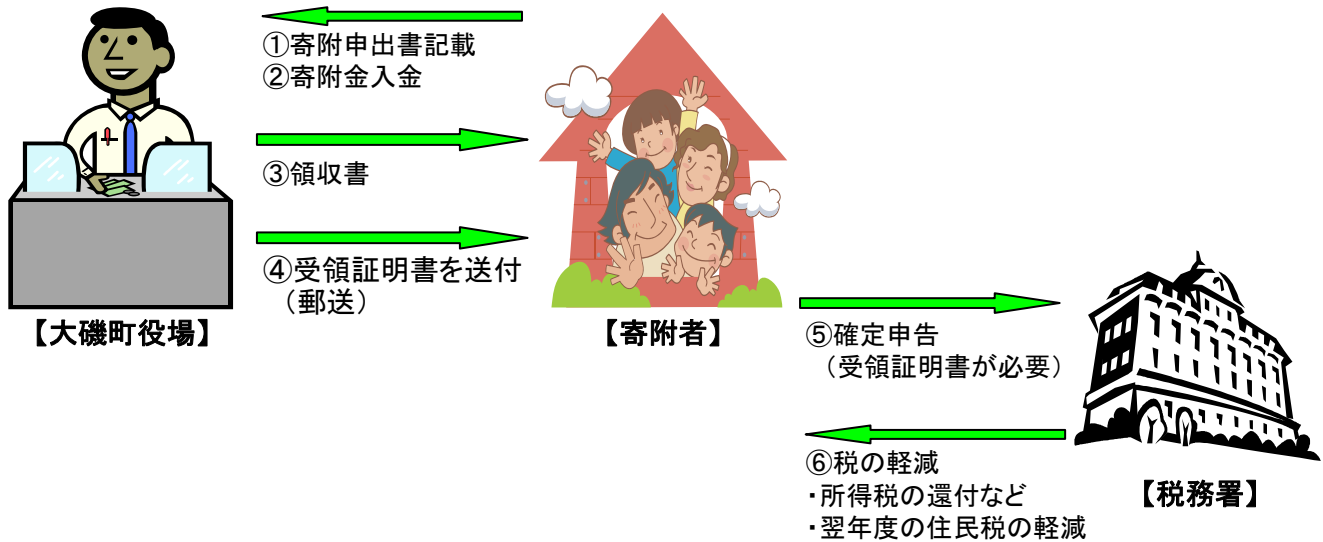 ①寄附申出書記載
②寄附金入金
③領収書
④受領証明書を送付
（郵送）
【大磯町役場】
【寄附者】
⑤確定申告
（受領証明書が必要）
⑥税の軽減
・所得税の還付など
・翌年度の住民税の軽減
【税務署】